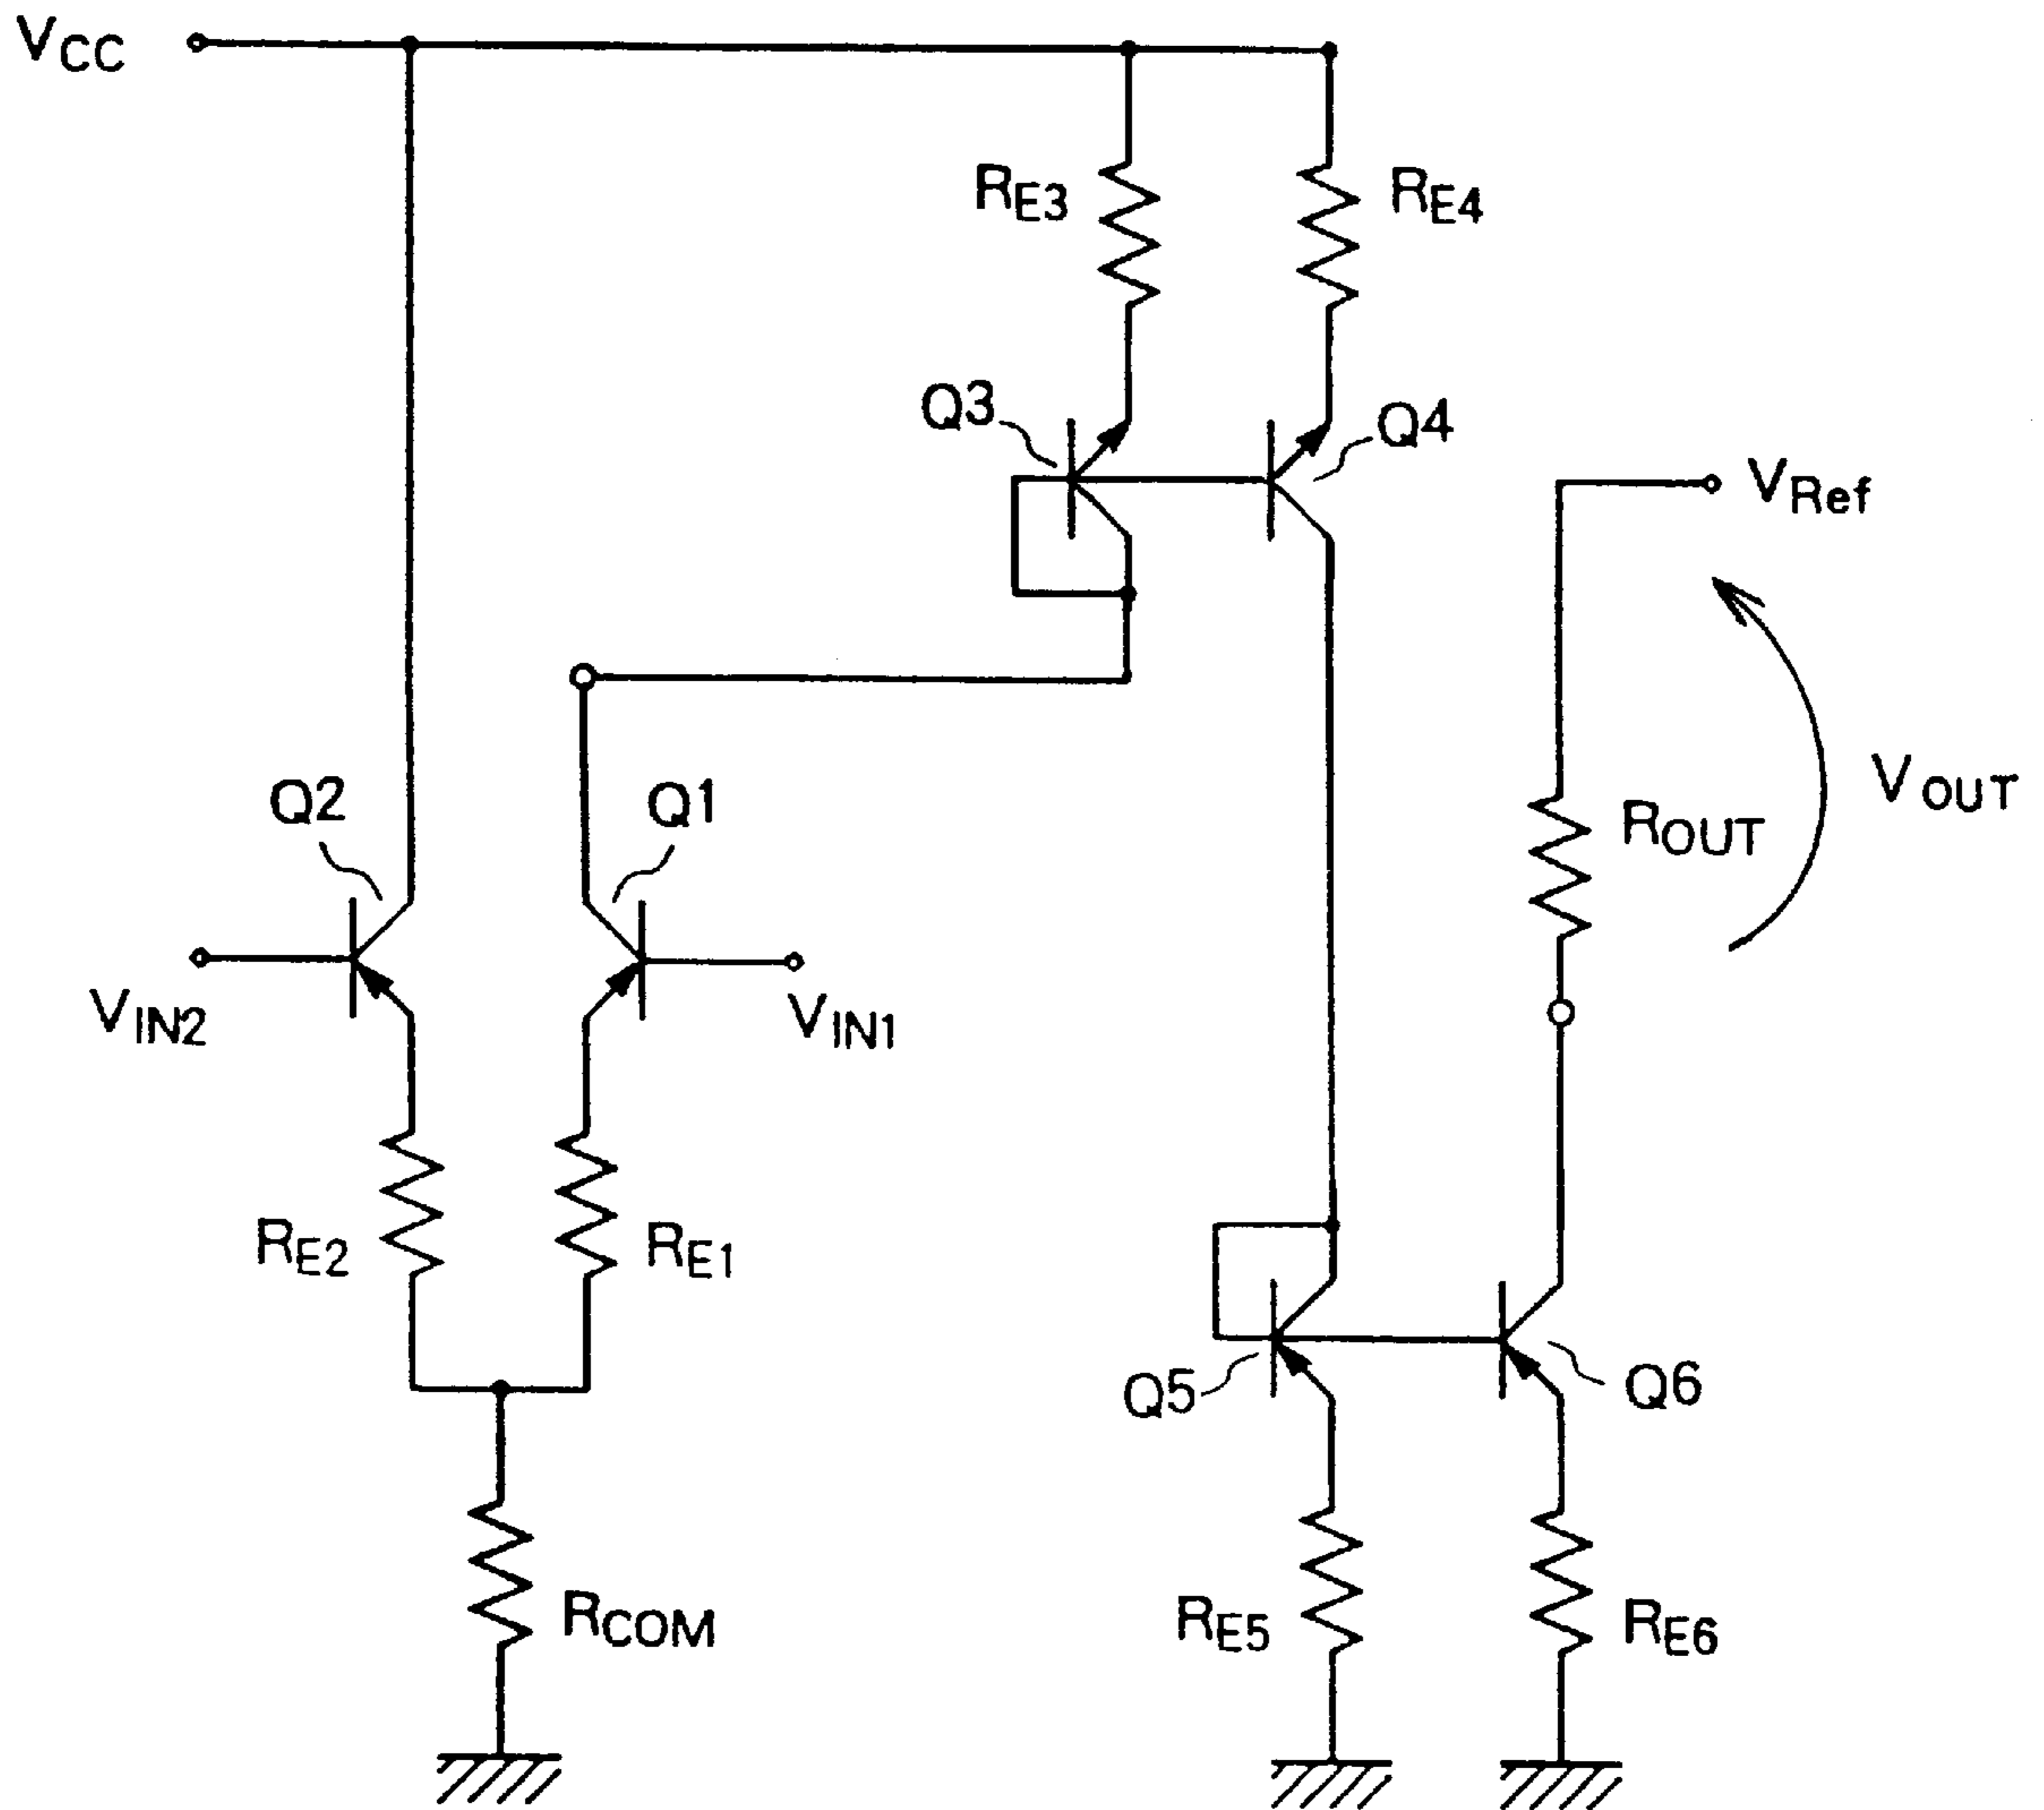 VCC
RE3
RE4
Q3
Q4
VRef
Q2
Q1
ROUT
VOUT
VIN2
VIN1
RE2
RE1
Q5
Q6
RCOM
RE5
RE6